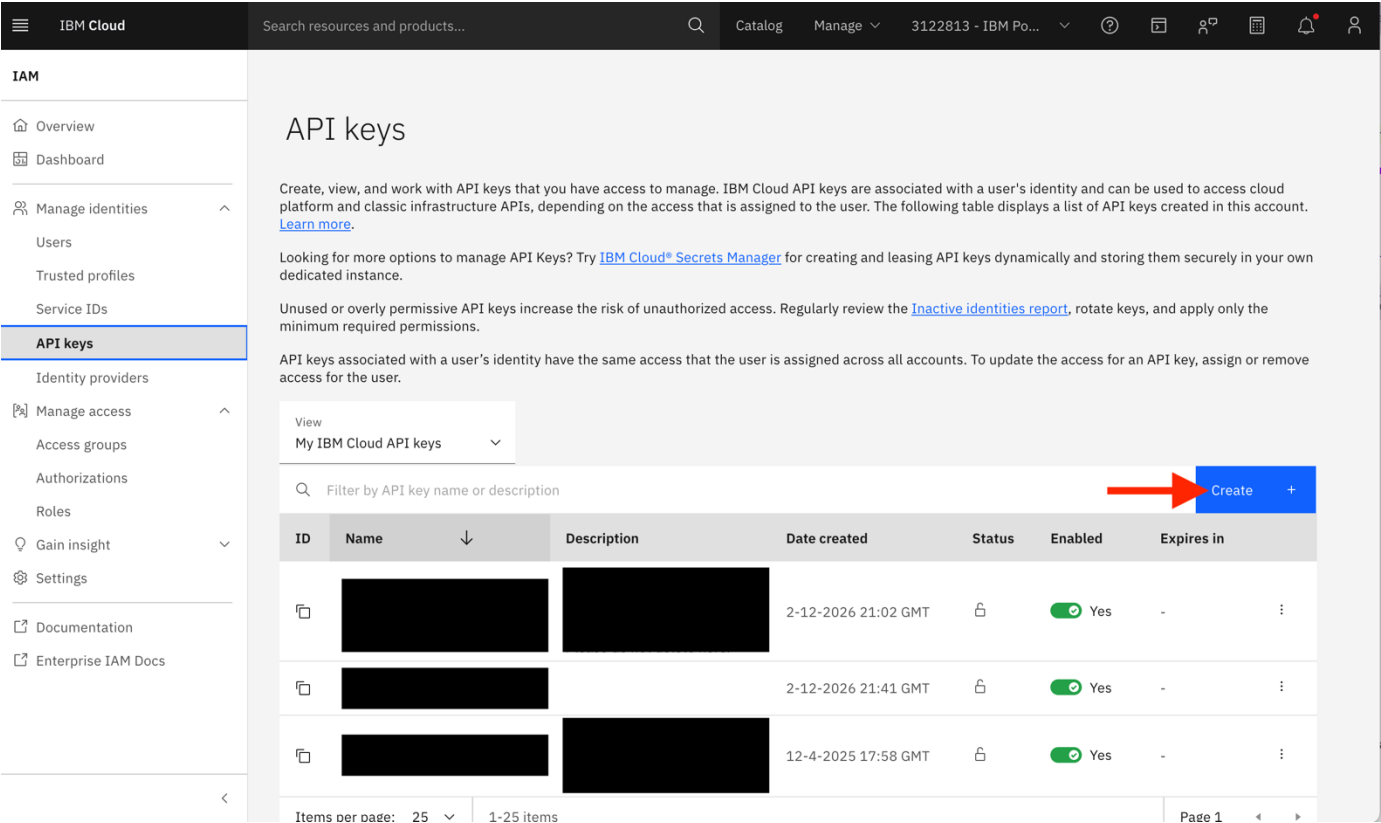 IBM Cloud
Search resources and products...
Catalog
Manage
3122813 - IBM Po...
IAM
Overview
Dashboard
Manage identities
Users
Trusted profiles
Service IDs
API keys
Identity providers
Manage access
Access groups
Authorizations
Roles
Gain insight
Settings
Documentation
Enterprise IAM Docs
API keys
Create, view, and work with API keys that you have access to manage. IBM Cloud API keys are associated with a user's identity and can be used to access cloud
platform and classic infrastructure APIs, depending on the access that is assigned to the user. The following table displays a list of API keys created in this account.
Learn more.
Looking for more options to manage API Keys? Try IBM Cloud® Secrets Manager for creating and leasing API keys dynamically and storing them securely in your own
dedicated instance.
Unused or overly permissive API keys increase the risk of unauthorized access. Regularly review the Inactive identities report, rotate keys, and apply only the
minimum required permissions.
API keys associated with a user’s identity have the same access that the user is assigned across all accounts. To update the access for an API key, assign or remove
access for the user.
View
My IBM Cloud API keys
Filter by API key name or description
Create +
ID Name Description Date created Status Enabled Expires in
2-12-2026 21:02 GMT Yes -
2-12-2026 21:41 GMT Yes -
12-4-2025 17:58 GMT Yes -
Items per page: 25 1-25 items Page 1